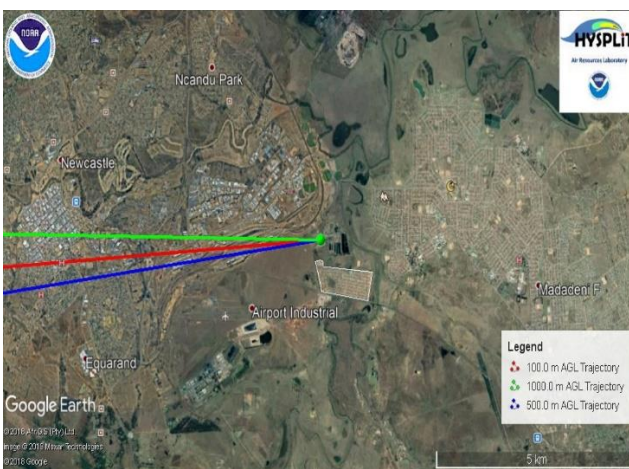 NOAA
HYSPLIT
Air Resources Laboratory
Ncandu Park
Newcastle
Madadeni F
Airport Industrial
Equarand
Legend
100.0 m AGL Trajectory
1000.0 m AGL Trajectory
500.0 m AGL Trajectory
Google Earth
©2018 AfriGIS (Pty) Ltd.
Image © 2018 Maxar Technologies
©2018 Google
5 km